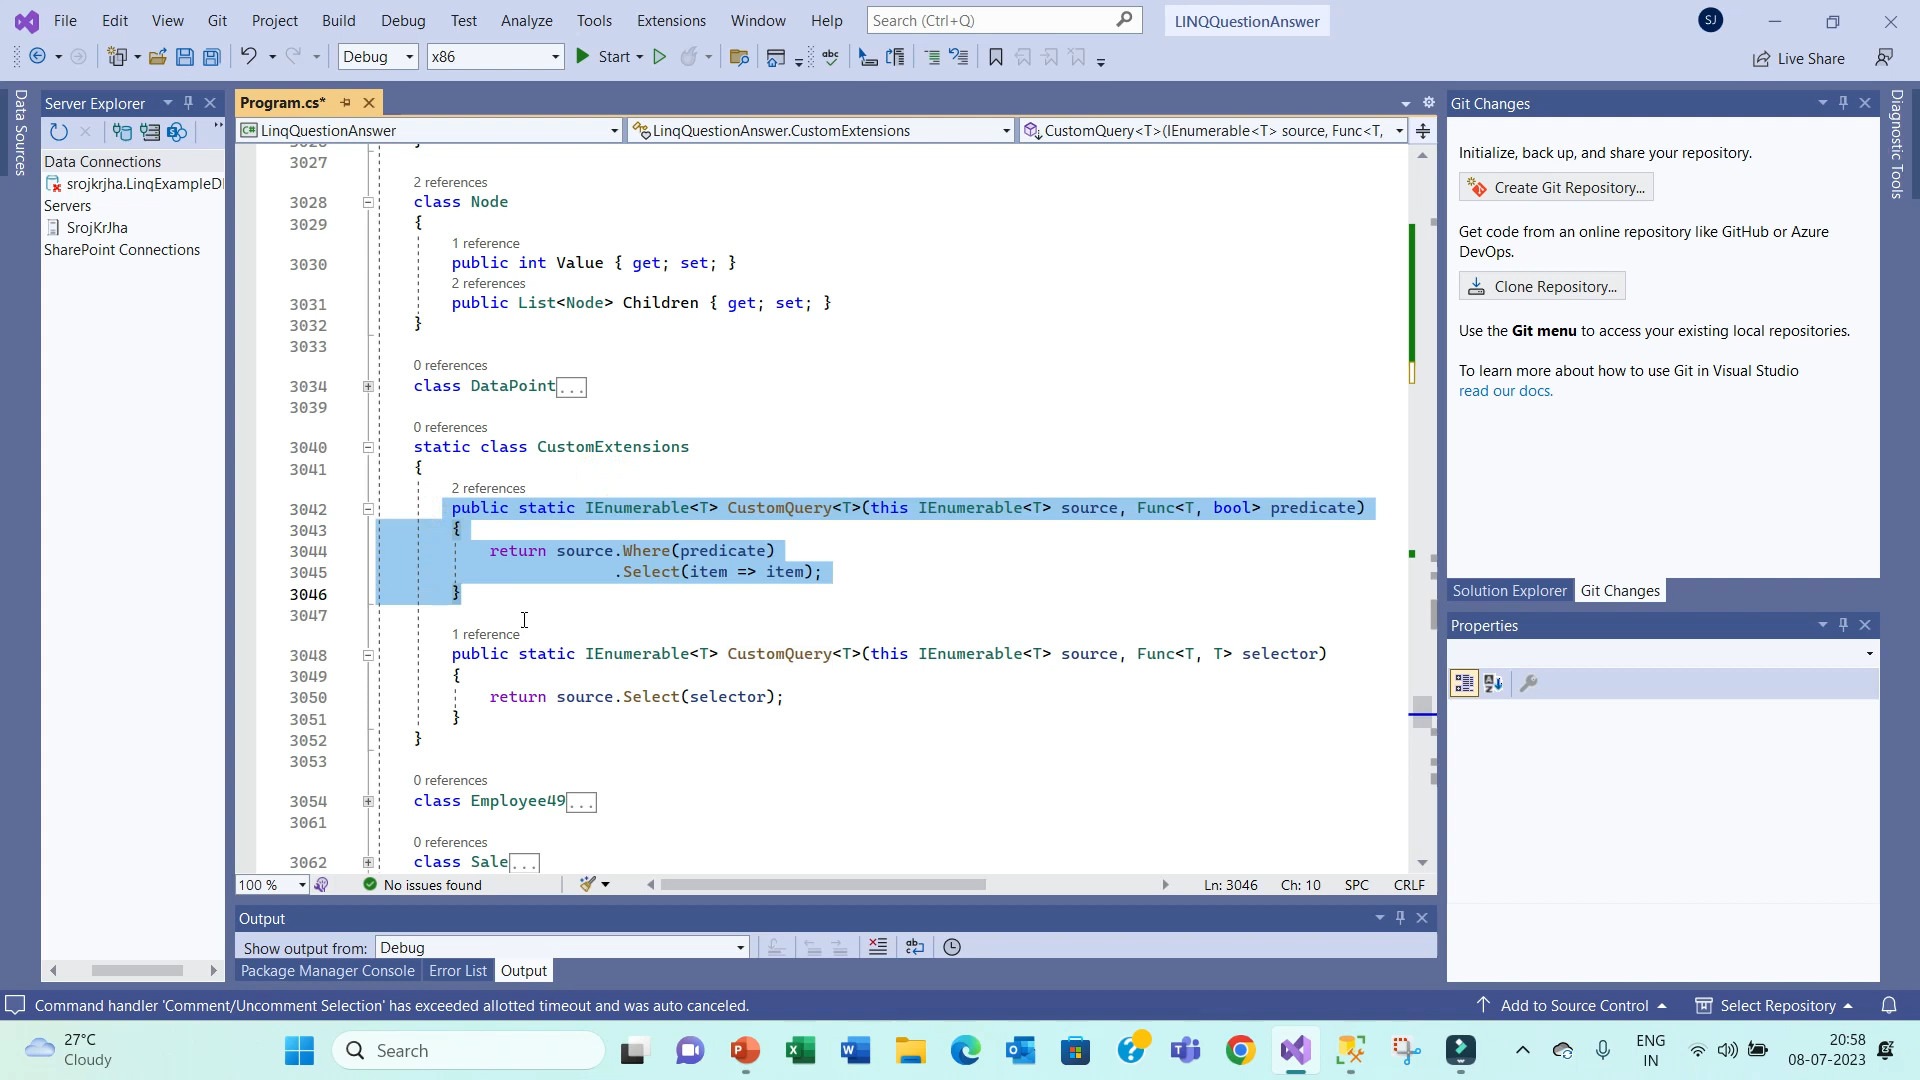 File Edit View Git Project Build Debug Test Analyze Tools Extensions Window Help Search (Ctrl+Q) LINQQuestionAnswer SJ
Debug x86 Start Live Share
Data Sources
Server Explorer
Data Connections
srojkrjha.LinqExampleD
Servers
SrojKrJha
SharePoint Connections
Program.cs*
LinqQuestionAnswer LinqQuestionAnswer.CustomExtensions CustomQuery<T>(IEnumerable<T> source, Func<T,
3027
2 references
3028 class Node
3029 {
1 reference
3030 public int Value { get; set; }
2 references
3031 public List<Node> Children { get; set; }
3032 }
3033
0 references
3034 class DataPoint...
3039
0 references
3040 static class CustomExtensions
3041 {
2 references
3042 public static IEnumerable<T> CustomQuery<T>(this IEnumerable<T> source, Func<T, bool> predicate)
3043 {
3044 return source.Where(predicate)
3045 .Select(item => item);
3046 }
3047
1 reference
3048 public static IEnumerable<T> CustomQuery<T>(this IEnumerable<T> source, Func<T, T> selector)
3049 {
3050 return source.Select(selector);
3051 }
3052 }
3053
0 references
3054 class Employee49...
3061
0 references
3062 class Sale...
100 % No issues found Ln: 3046 Ch: 10 SPC CRLF
Output
Show output from: Debug
Package Manager Console Error List Output
Git Changes
Initialize, back up, and share your repository.
Create Git Repository...
Get code from an online repository like GitHub or Azure
DevOps.
Clone Repository...
Use the Git menu to access your existing local repositories.
To learn more about how to use Git in Visual Studio
read our docs.
Solution Explorer Git Changes
Properties
Diagnostic Tools
Command handler 'Comment/Uncomment Selection' has exceeded allotted timeout and was auto canceled. Add to Source Control Select Repository
27°C
Cloudy
Search
ENG
IN
20:58
08-07-2023